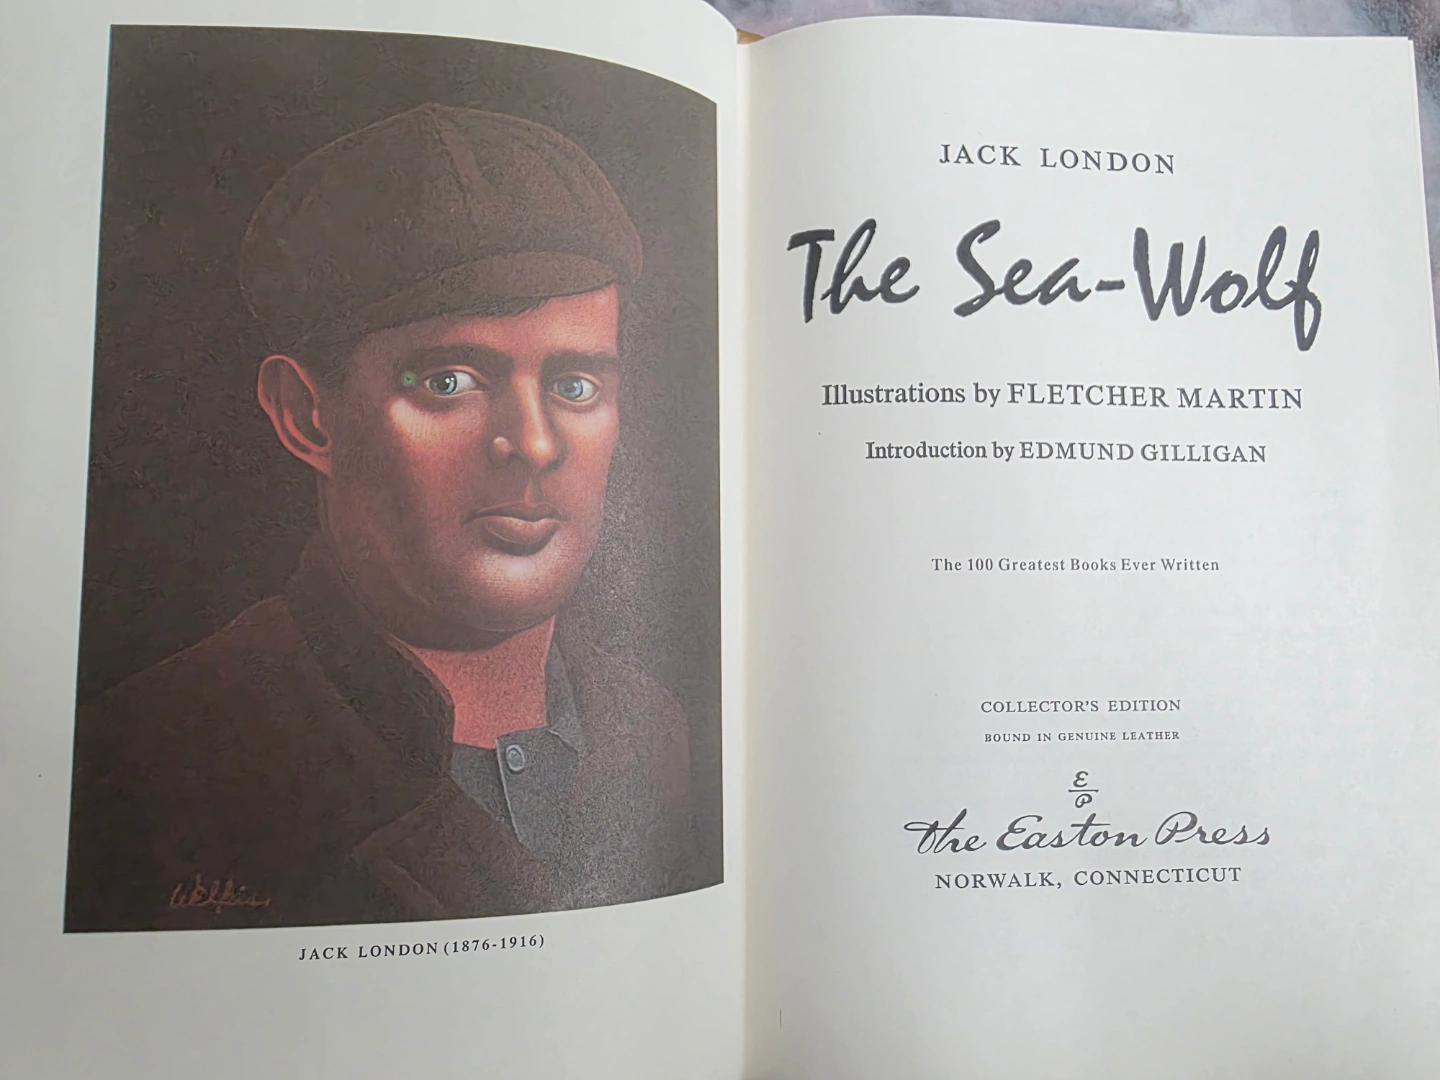 JACK LONDON (1876-1916)
JACK LONDON
The Sea-Wolf
Illustrations by FLETCHER MARTIN
Introduction by EDMUND GILLIGAN
The 100 Greatest Books Ever Written
COLLECTOR'S EDITION
BOUND IN GENUINE LEATHER
E
P
The Easton Press
NORWALK, CONNECTICUT